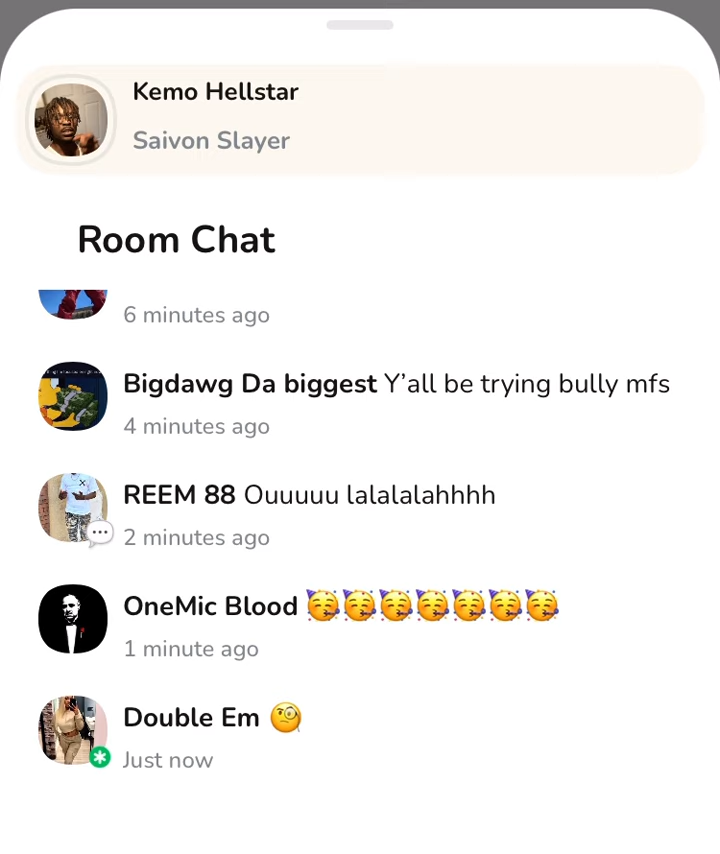 Kemo Hellstar
Saivon Slayer
Room Chat
6 minutes ago
Bigdawg Da biggest Y’all be trying bully mfs
4 minutes ago
REEM 88 Ouuuuu lalalalahhhh
2 minutes ago
OneMic Blood 🥳🥳🥳🥳🥳🥳🥳
1 minute ago
Double Em 🧐
Just now